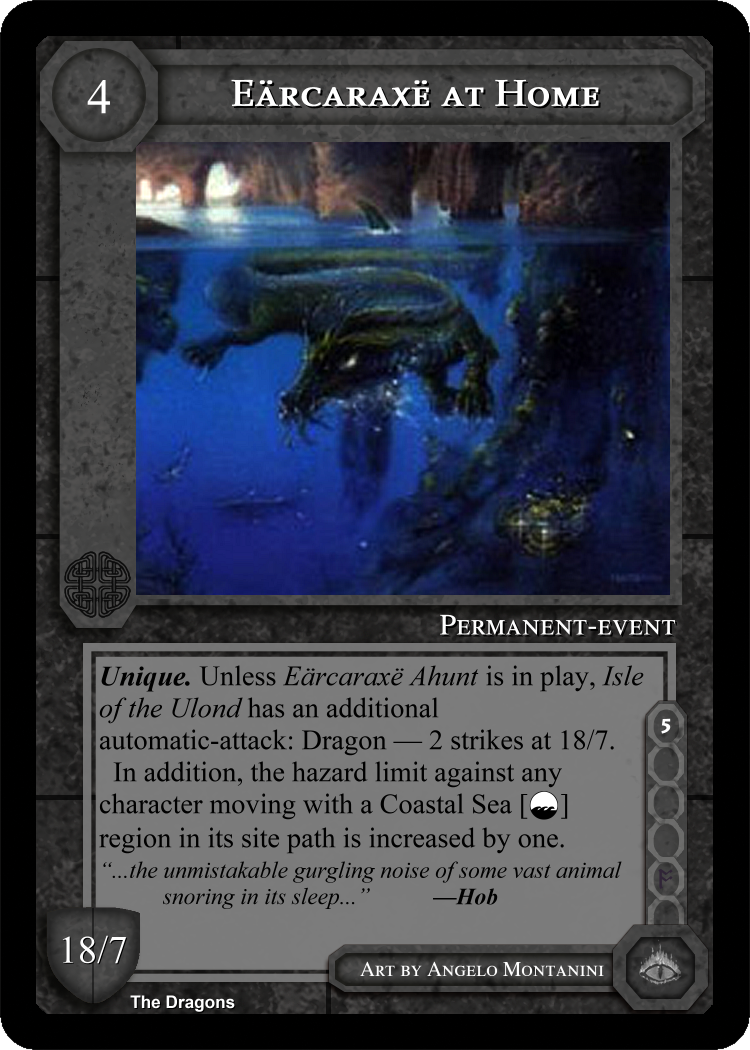 4
Eärcaraxë at Home
Permanent-event
Unique. Unless Eärcaraxë Ahunt is in play, Isle
of the Ulond has an additional
automatic-attack: Dragon — 2 strikes at 18/7.
In addition, the hazard limit against any
character moving with a Coastal Sea [ ]
region in its site path is increased by one.
“...the unmistakable gurgling noise of some vast animal
snoring in its sleep...” —Hob
5
18/7
Art by Angelo Montanini
The Dragons